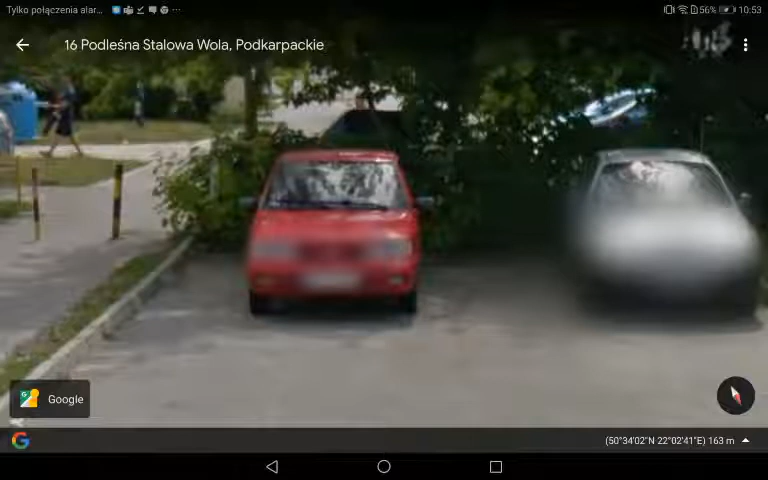 Tylko połączenia alar... 56% 10:53
16 Podleśna Stalowa Wola, Podkarpackie
Google
(50°34'02"N 22°02'41"E) 163 m